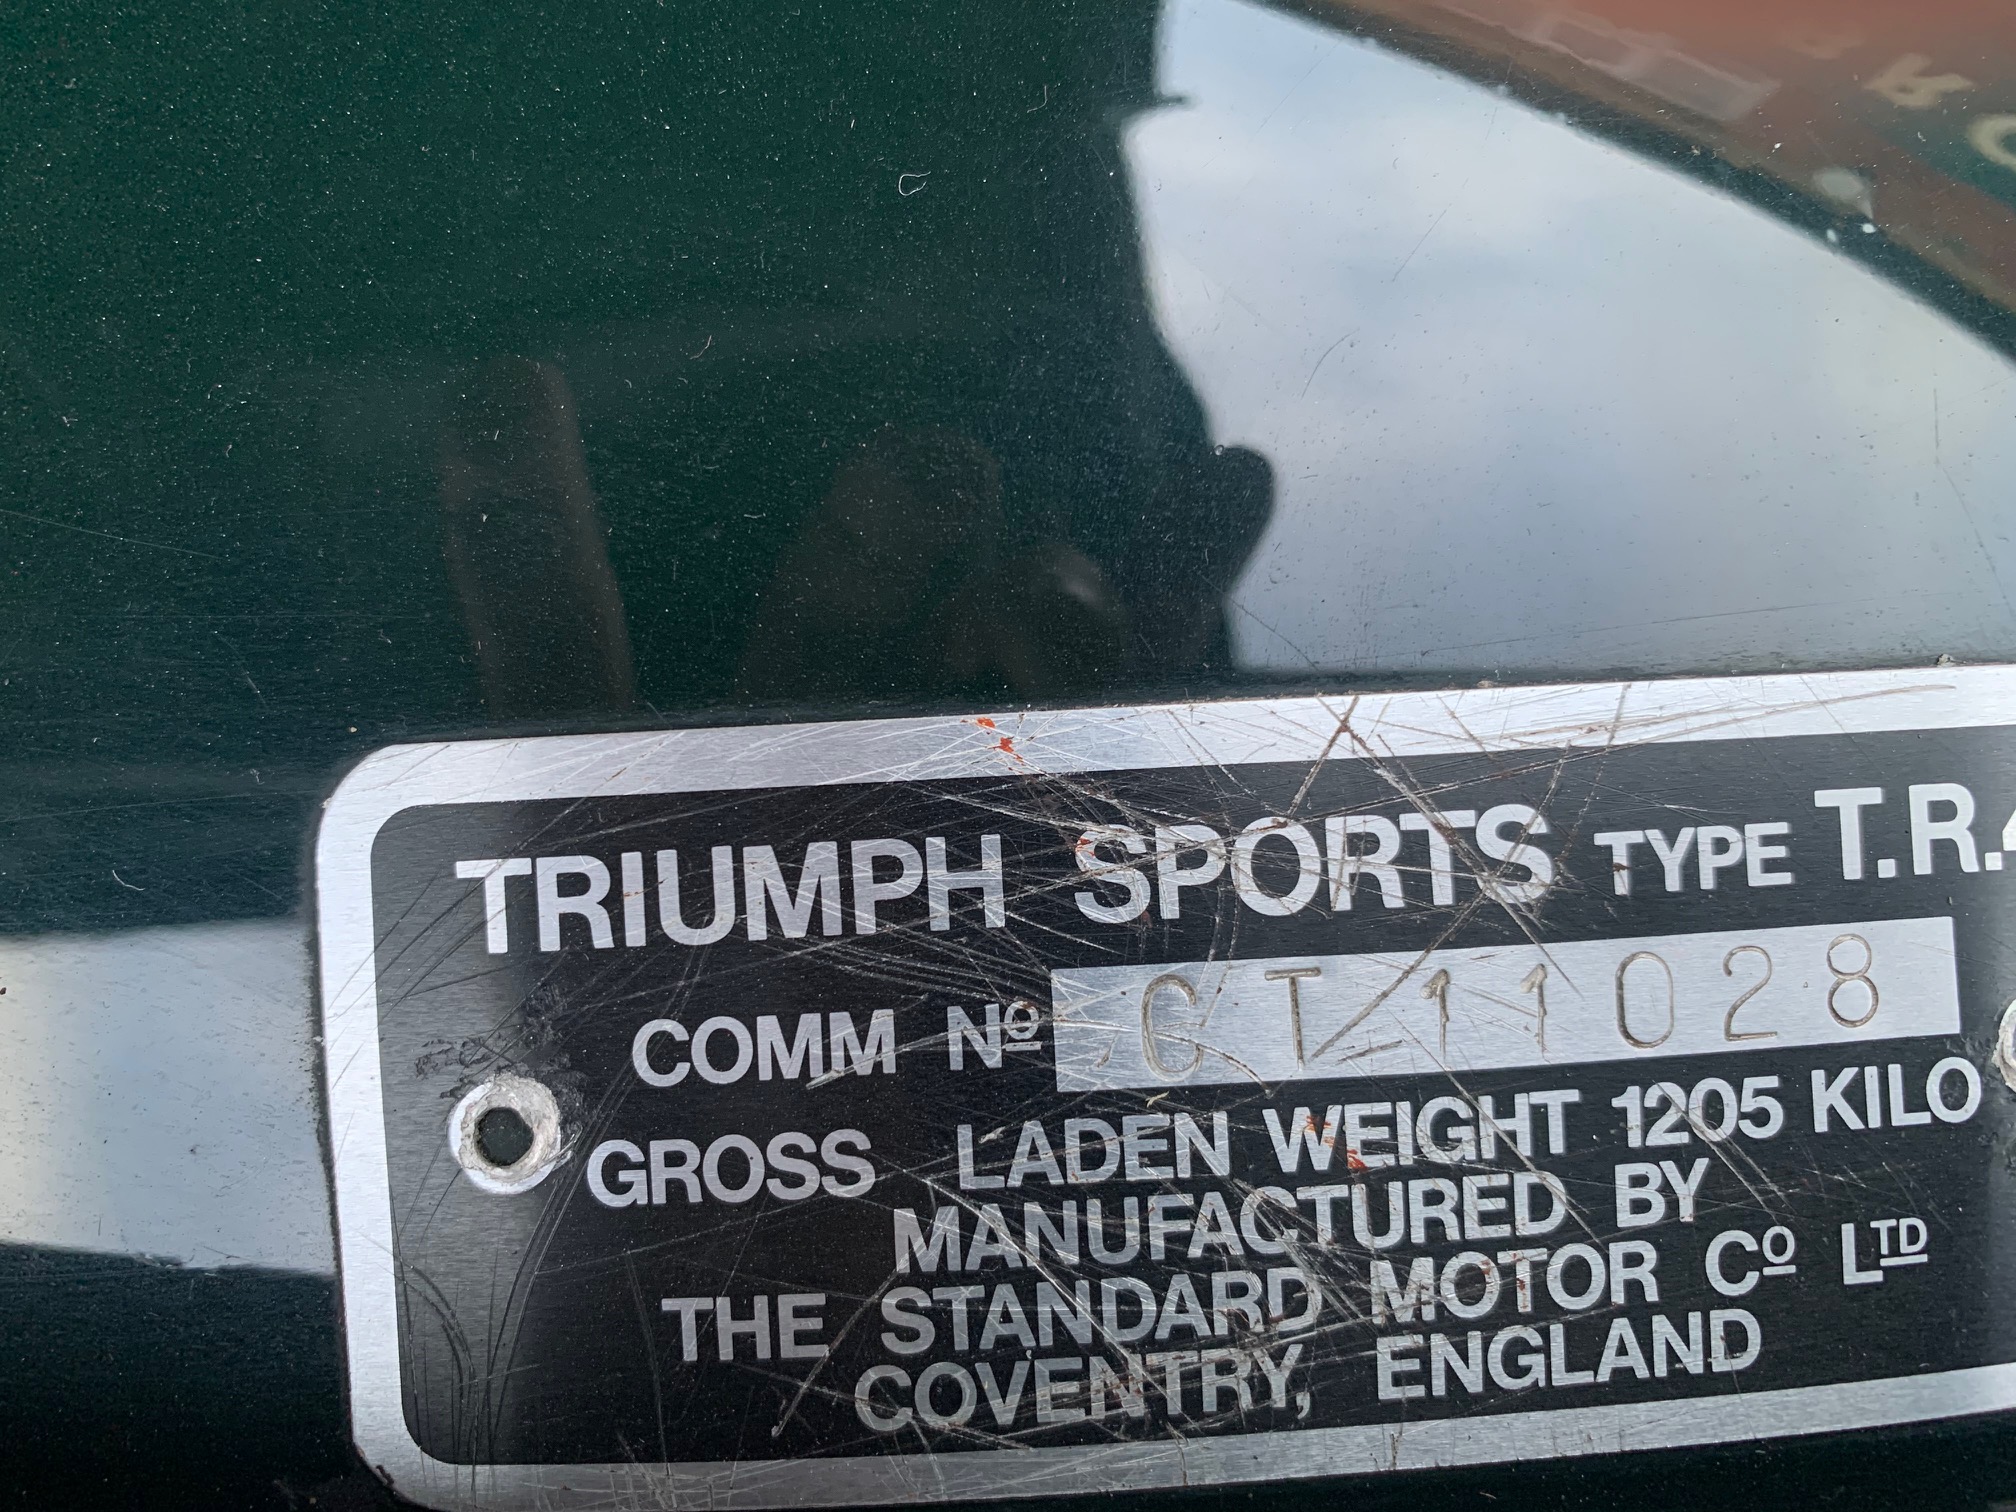 TRIUMPH SPORTS TYPE T.R.4
COMM Nº CT11028
GROSS LADEN WEIGHT 1205 KILO
MANUFACTURED BY
THE STANDARD MOTOR Cº LTD
COVENTRY, ENGLAND